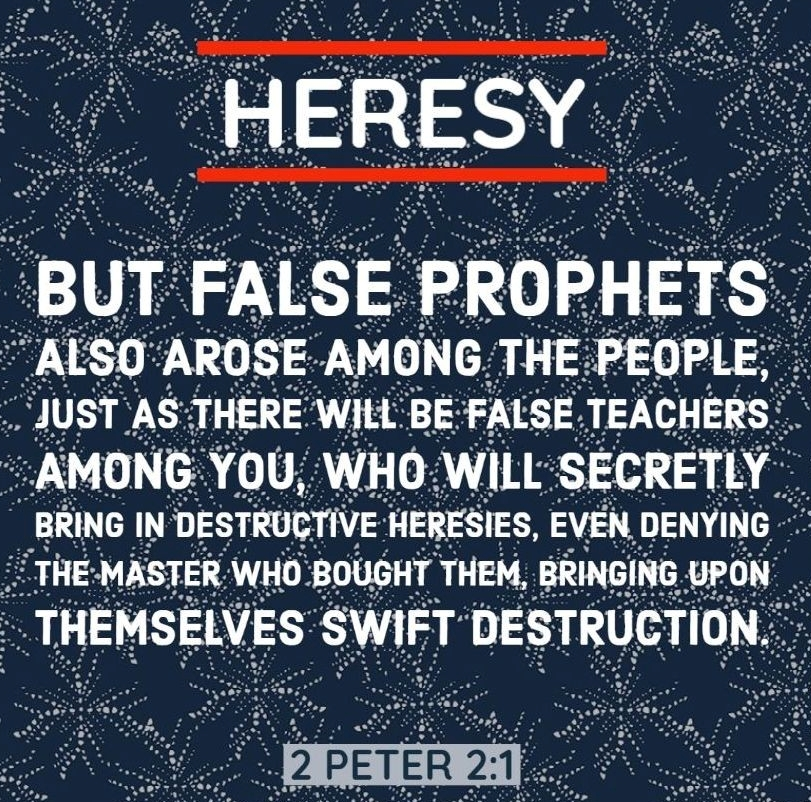 HERESY
BUT FALSE PROPHETS
ALSO AROSE AMONG THE PEOPLE,
JUST AS THERE WILL BE FALSE TEACHERS
AMONG YOU, WHO WILL SECRETLY
BRING IN DESTRUCTIVE HERESIES, EVEN DENYING
THE MASTER WHO BOUGHT THEM, BRINGING UPON
THEMSELVES SWIFT DESTRUCTION.
2 PETER 2:1